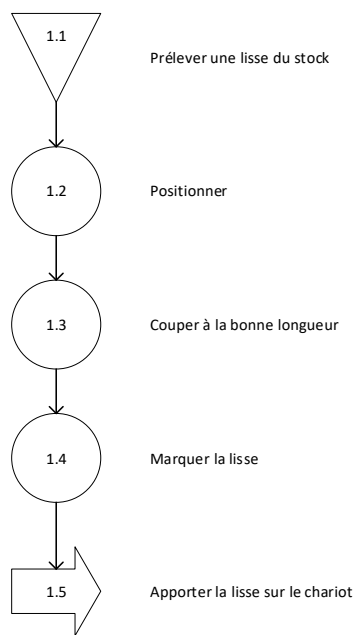 1.1
Prélever une lisse du stock
1.2
Positionner
1.3
Couper à la bonne longueur
1.4
Marquer la lisse
1.5
Apporter la lisse sur le chariot